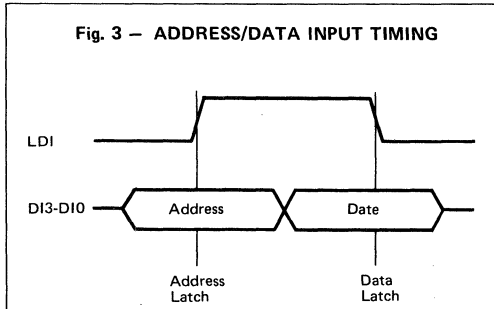 Fig. 3 – ADDRESS/DATA INPUT TIMING
LDI
DI3-DI0 Address Date
Address Latch
Data Latch